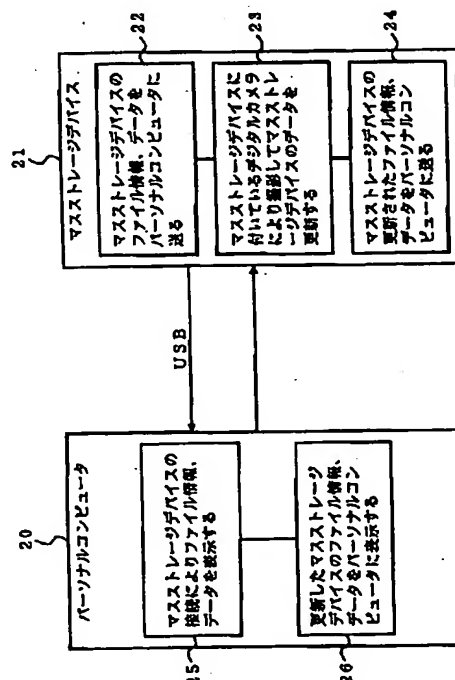 20
パーソナルコンピュータ
25
マスストレージデバイスの
接続によりファイル情報、
データを表示する
26
更新したマスストレージ
デバイスのファイル情報、
データをパーソナルコン
ピュータに表示する
USB
21
マスストレージデバイス
22
マスストレージデバイスの
ファイル情報、データを
パーソナルコンピュータに
送る
23
マスストレージデバイスに
付いているデジタルカメラ
により撮影してマスストレ
ージデバイスのデータを
更新する
24
マスストレージデバイスの
更新されたファイル情報、
データをパーソナルコン
ピュータに送る